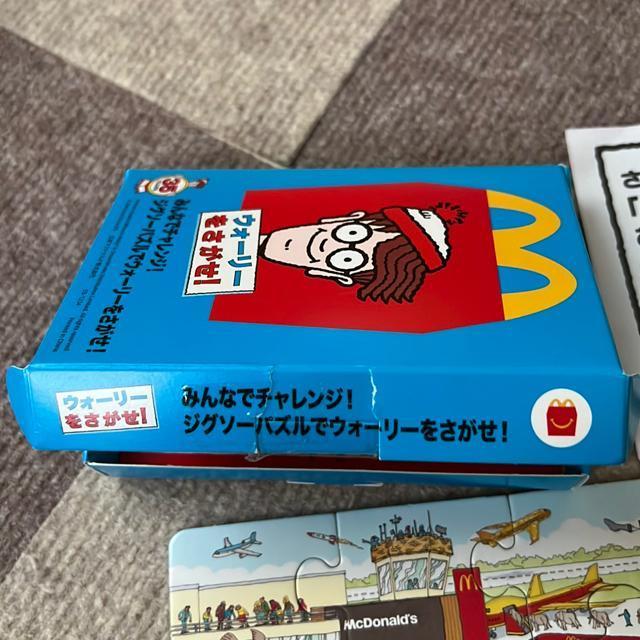 35
みんなでチャレンジ！
ジグソーパズルでウォーリーをさがせ！
ウォーリー
をさがせ！
ウォーリー
をさがせ！
みんなでチャレンジ！
ジグソーパズルでウォーリーをさがせ！
McDonald's